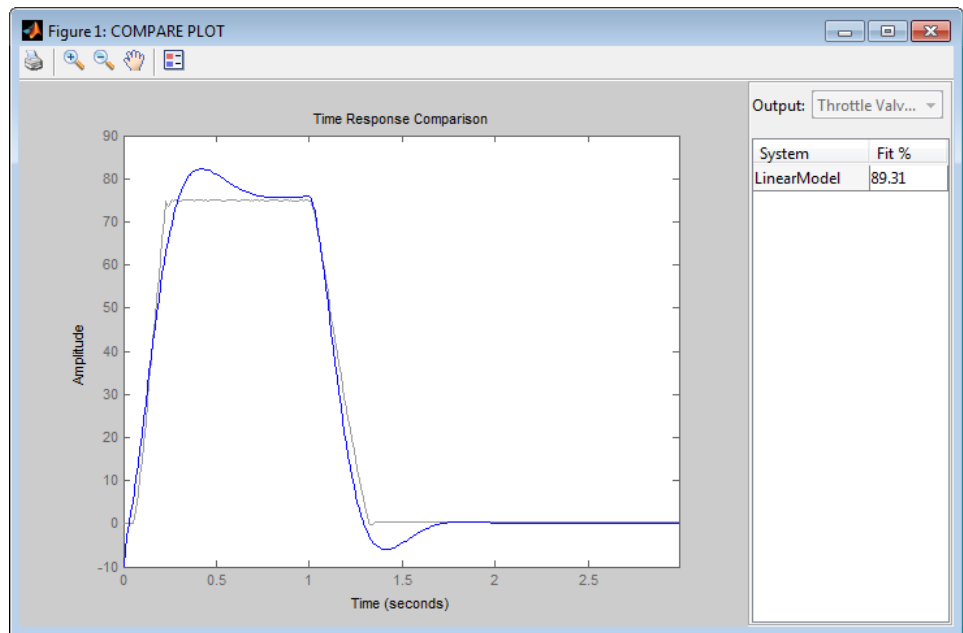 Figure 1: COMPARE PLOT
Output: Throttle Valv...
System Fit %
LinearModel 89.31
Time Response Comparison
90
80
70
60
50
40
30
20
10
0
-10
Amplitude
0 0.5 1 1.5 2 2.5
Time (seconds)